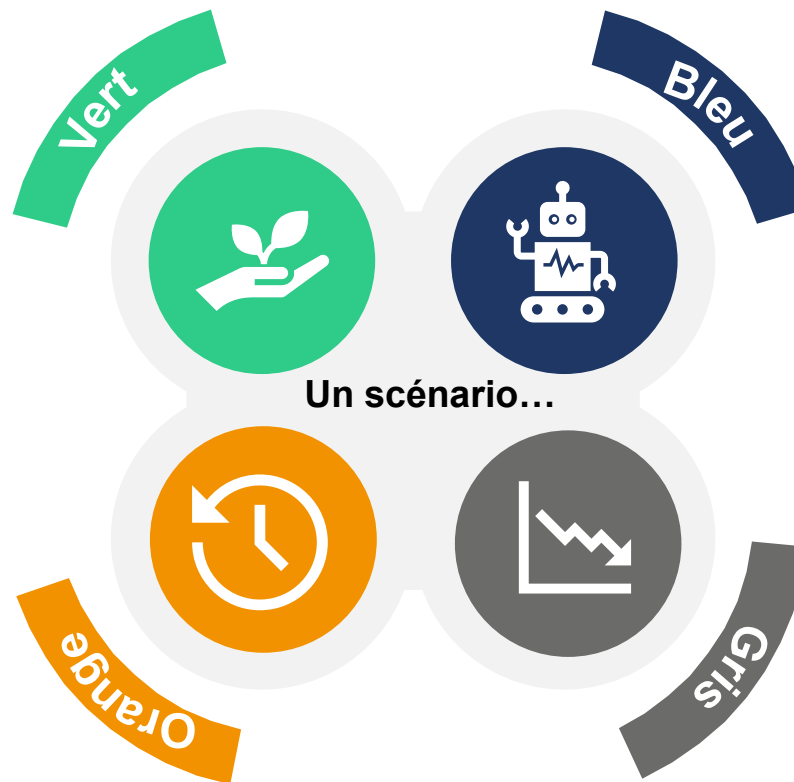 Vert
Bleu
Un scénario…
Orange
Gris